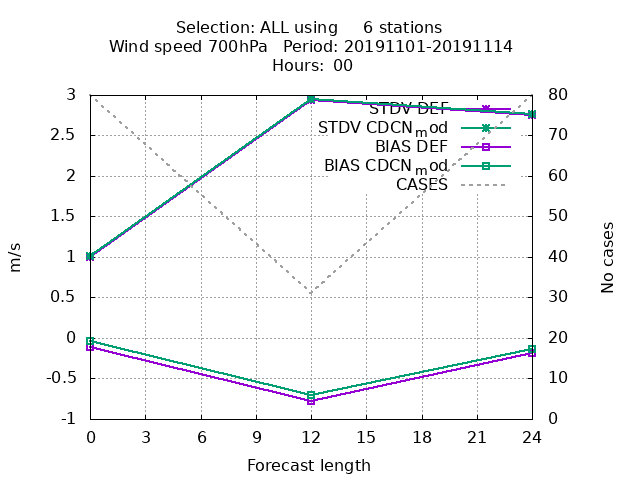 Selection: ALL using     6 stations
Wind speed 700hPa   Period: 20191101-20191114
Hours:  00
3
2.5
2
1.5
1
0.5
0
-0.5
-1
m/s
80
70
60
50
40
30
20
10
0
No cases
STDV DEF
STDV CDCNmod
BIAS DEF
BIAS CDCNmod
CASES
0 3 6 9 12 15 18 21 24
Forecast length